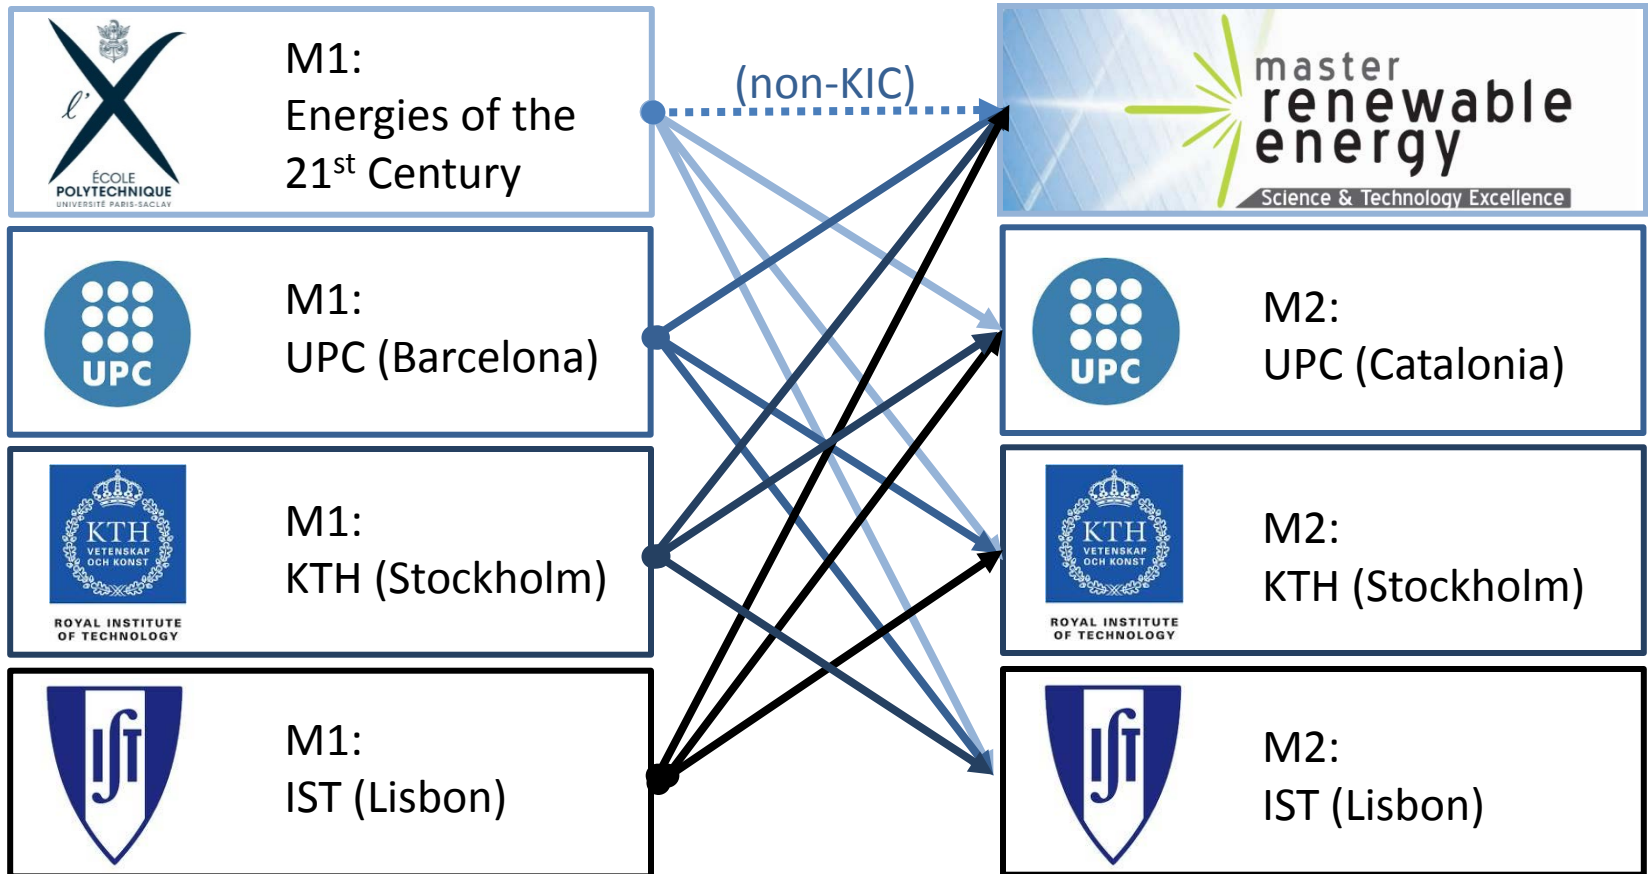 l'X
ÉCOLE
POLYTECHNIQUE
UNIVERSITÉ PARIS-SACLAY
M1:
Energies of the
21st Century
(non-KIC)
master
renewable
energy
Science & Technology Excellence
UPC
M1:
UPC (Barcelona)
UPC
M2:
UPC (Catalonia)
KTH
VETENSKAP
OCH KONST
ROYAL INSTITUTE
OF TECHNOLOGY
M1:
KTH (Stockholm)
KTH
VETENSKAP
OCH KONST
ROYAL INSTITUTE
OF TECHNOLOGY
M2:
KTH (Stockholm)
IST
M1:
IST (Lisbon)
IST
M2:
IST (Lisbon)